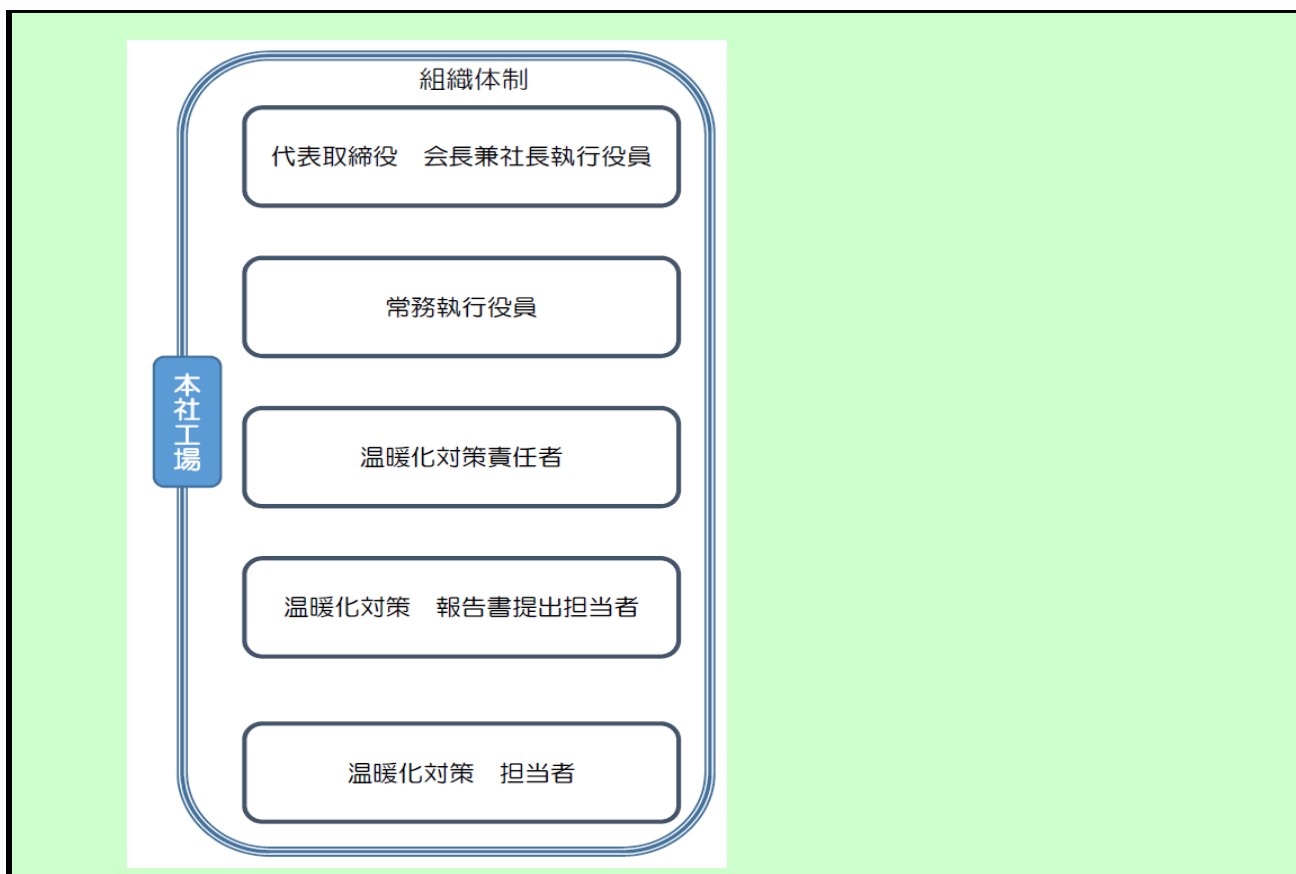 組織体制
代表取締役　会長兼社長執行役員
常務執行役員
本社工場
温暖化対策責任者
温暖化対策　報告書提出担当者
温暖化対策　担当者